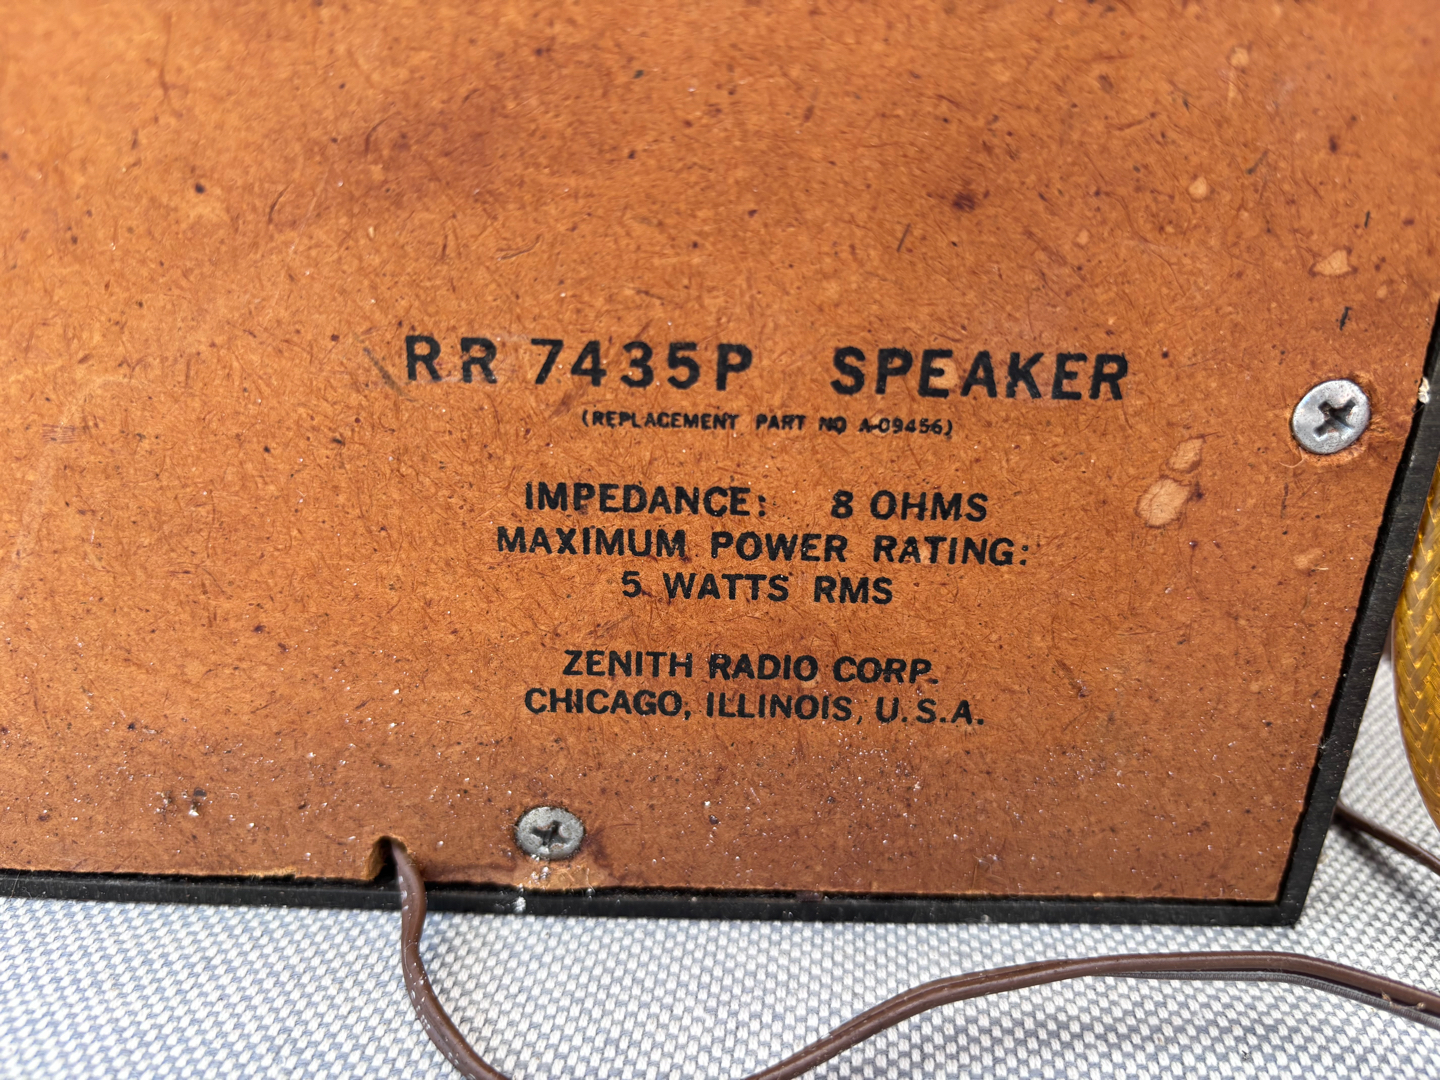 RR 7435P SPEAKER
(REPLACEMENT PART NO A-09456)
IMPEDANCE: 8 OHMS
MAXIMUM POWER RATING:
5 WATTS RMS
ZENITH RADIO CORP.
CHICAGO, ILLINOIS, U.S.A.